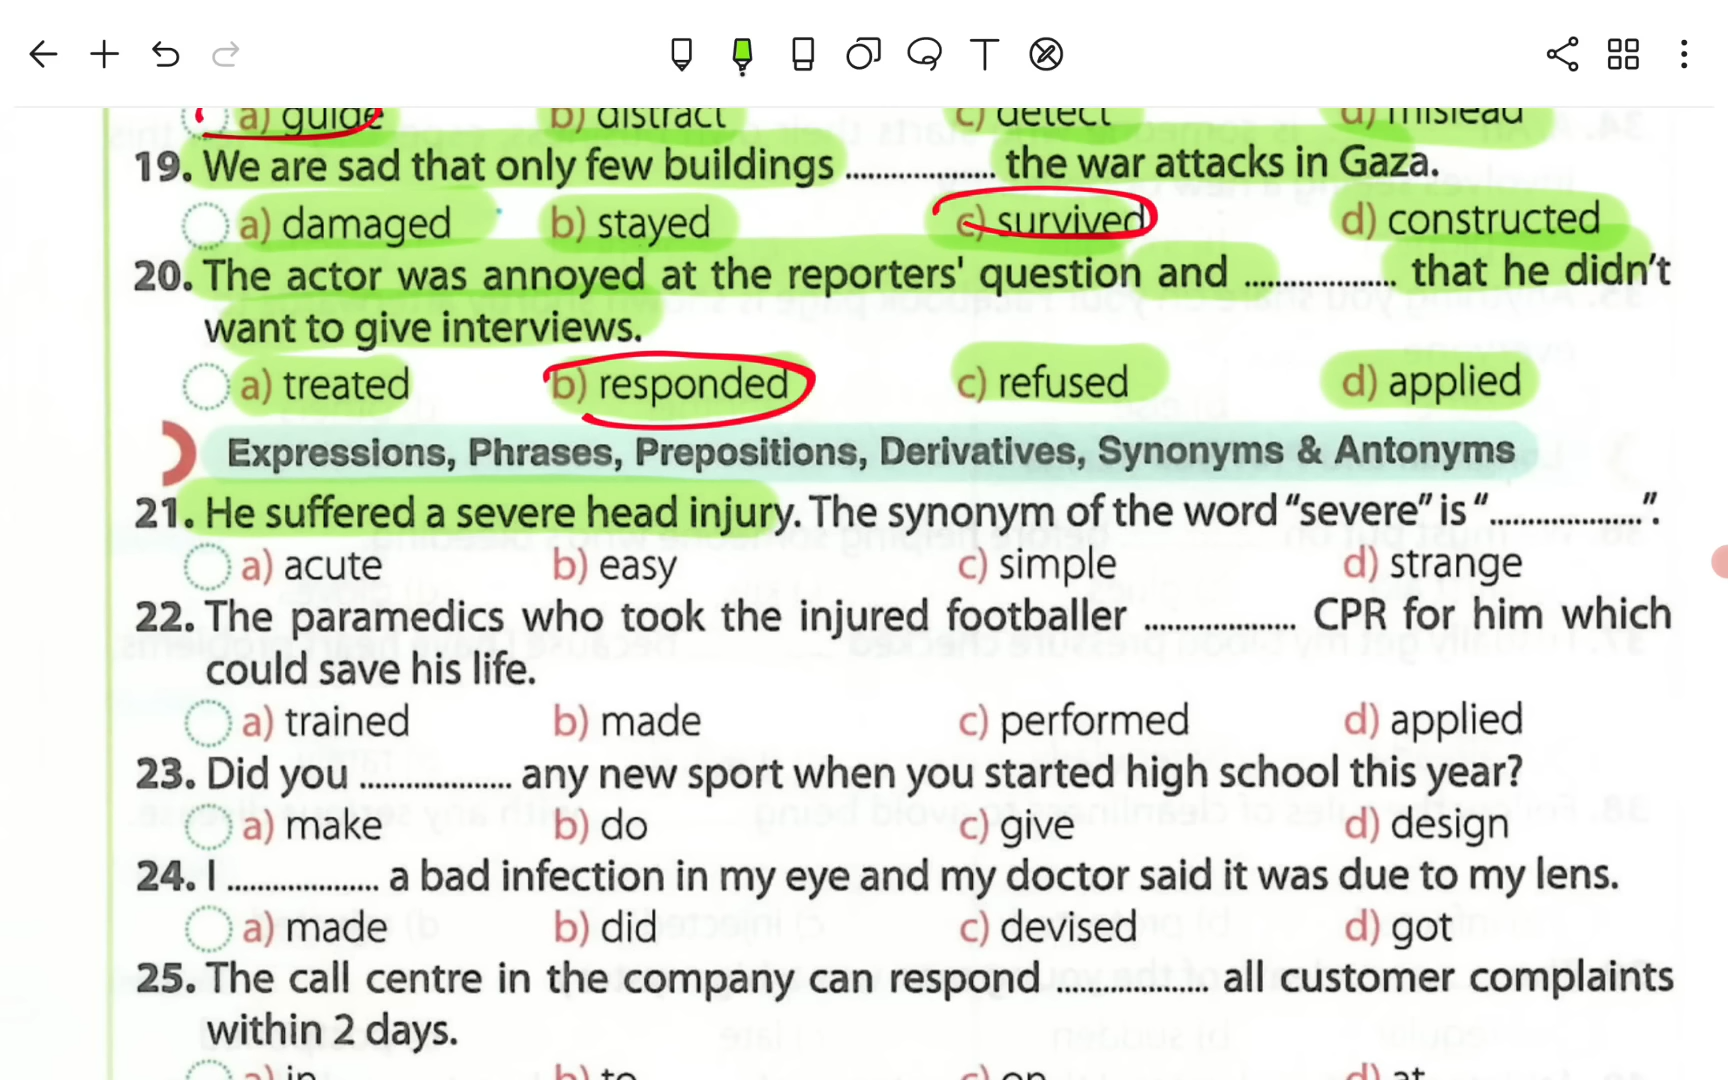 a) guide b) distract c) detect d) mislead
19. We are sad that only few buildings .................. the war attacks in Gaza.
a) damaged b) stayed c) survived d) constructed
20. The actor was annoyed at the reporters' question and .................. that he didn't
want to give interviews.
a) treated b) responded c) refused d) applied
Expressions, Phrases, Prepositions, Derivatives, Synonyms & Antonyms
21. He suffered a severe head injury. The synonym of the word “severe” is “..................”.
a) acute b) easy c) simple d) strange
22. The paramedics who took the injured footballer .................. CPR for him which
could save his life.
a) trained b) made c) performed d) applied
23. Did you .................. any new sport when you started high school this year?
a) make b) do c) give d) design
24. I .................. a bad infection in my eye and my doctor said it was due to my lens.
a) made b) did c) devised d) got
25. The call centre in the company can respond .................. all customer complaints
within 2 days.
a) in b) to c) on d) at